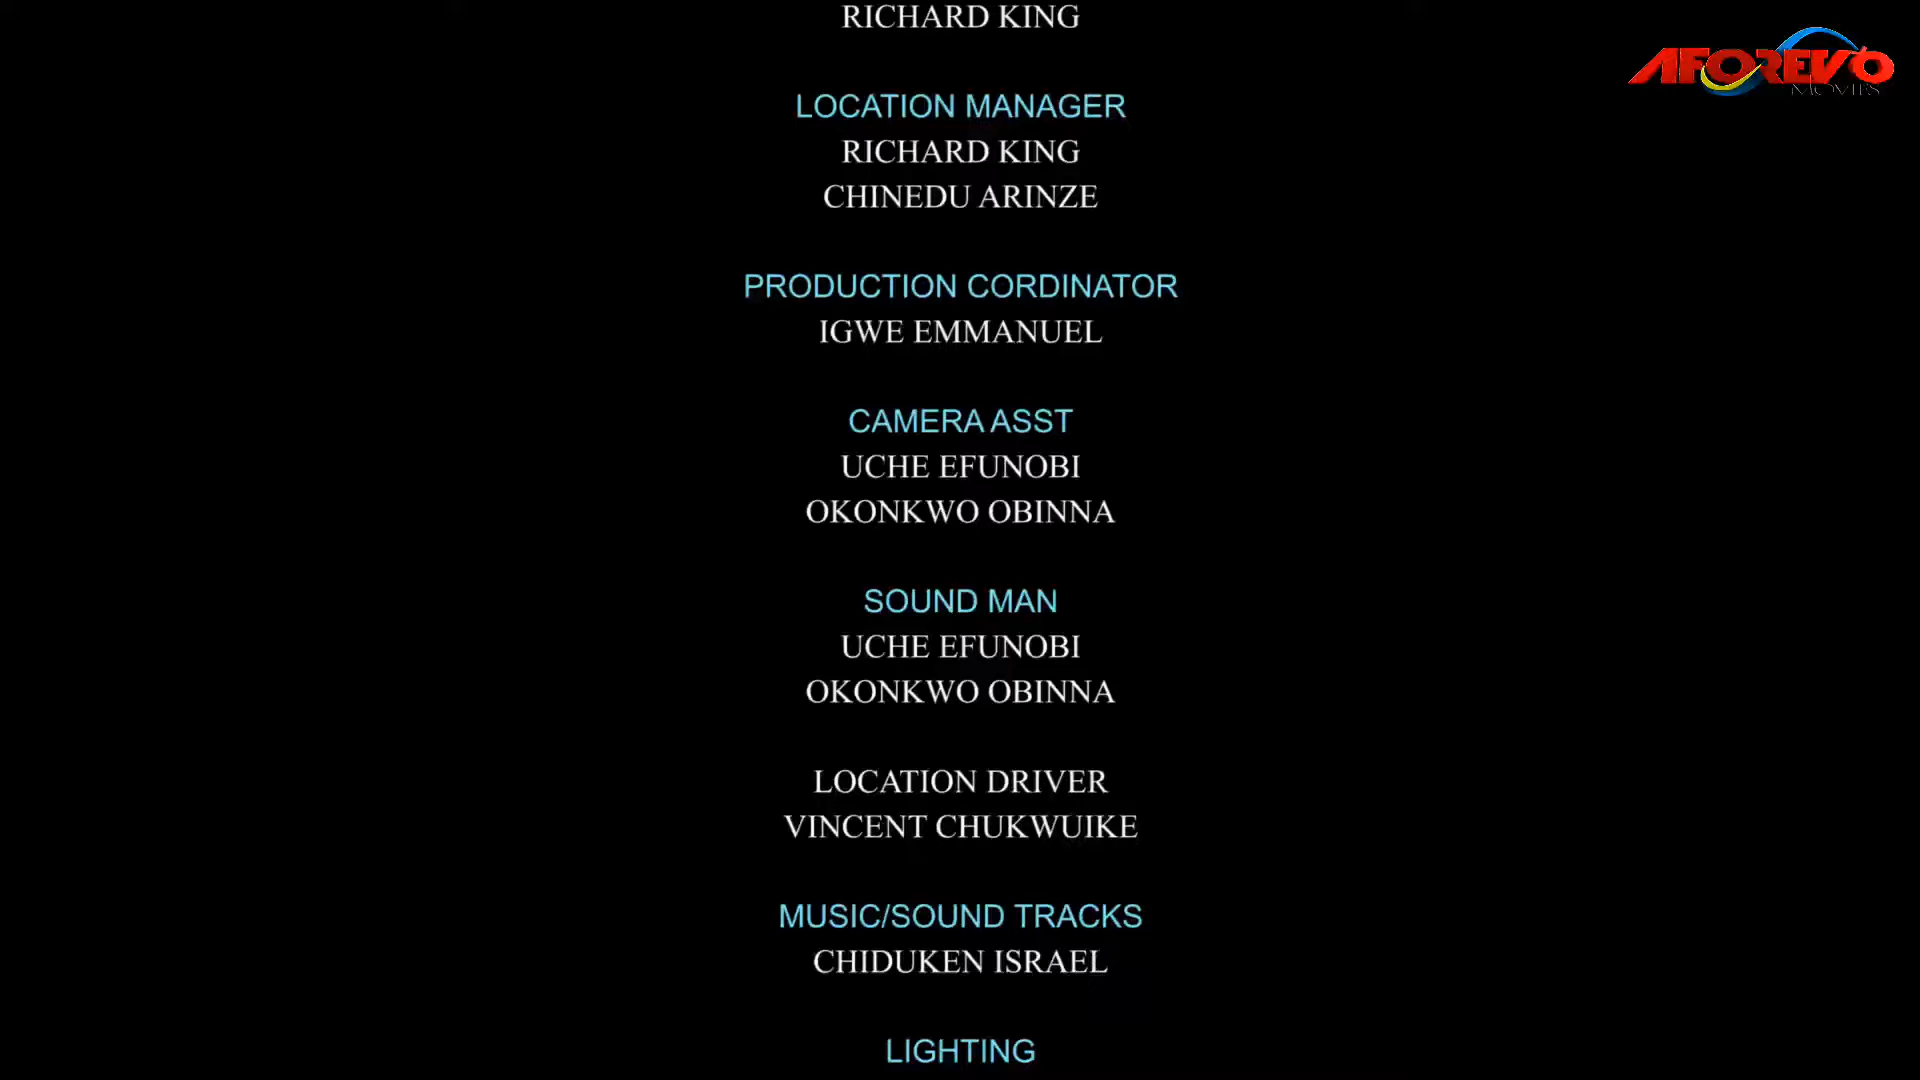 RICHARD KING
AFOREVO
MOVIES
LOCATION MANAGER
RICHARD KING
CHINEDU ARINZE
PRODUCTION CORDINATOR
IGWE EMMANUEL
CAMERA ASST
UCHE EFUNOBI
OKONKWO OBINNA
SOUND MAN
UCHE EFUNOBI
OKONKWO OBINNA
LOCATION DRIVER
VINCENT CHUKWUIKE
MUSIC/SOUND TRACKS
CHIDUKEN ISRAEL
LIGHTING